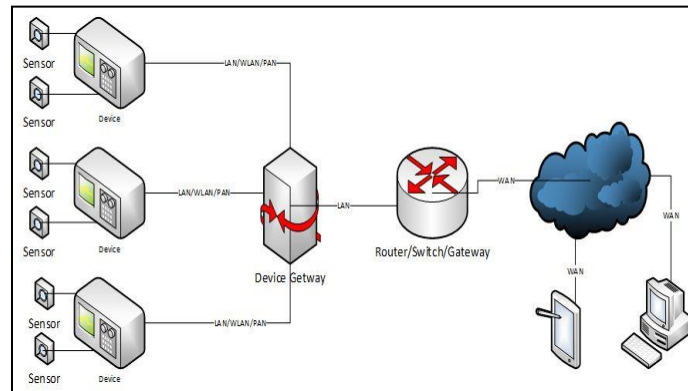 Sensor
Sensor
Device
LAN/WLAN/PAN
Sensor
Sensor
Device
LAN/WLAN/PAN
Sensor
Sensor
Device
LAN/WLAN/PAN
Device Getway
LAN
Router/Switch/Gateway
WAN
WAN
WAN